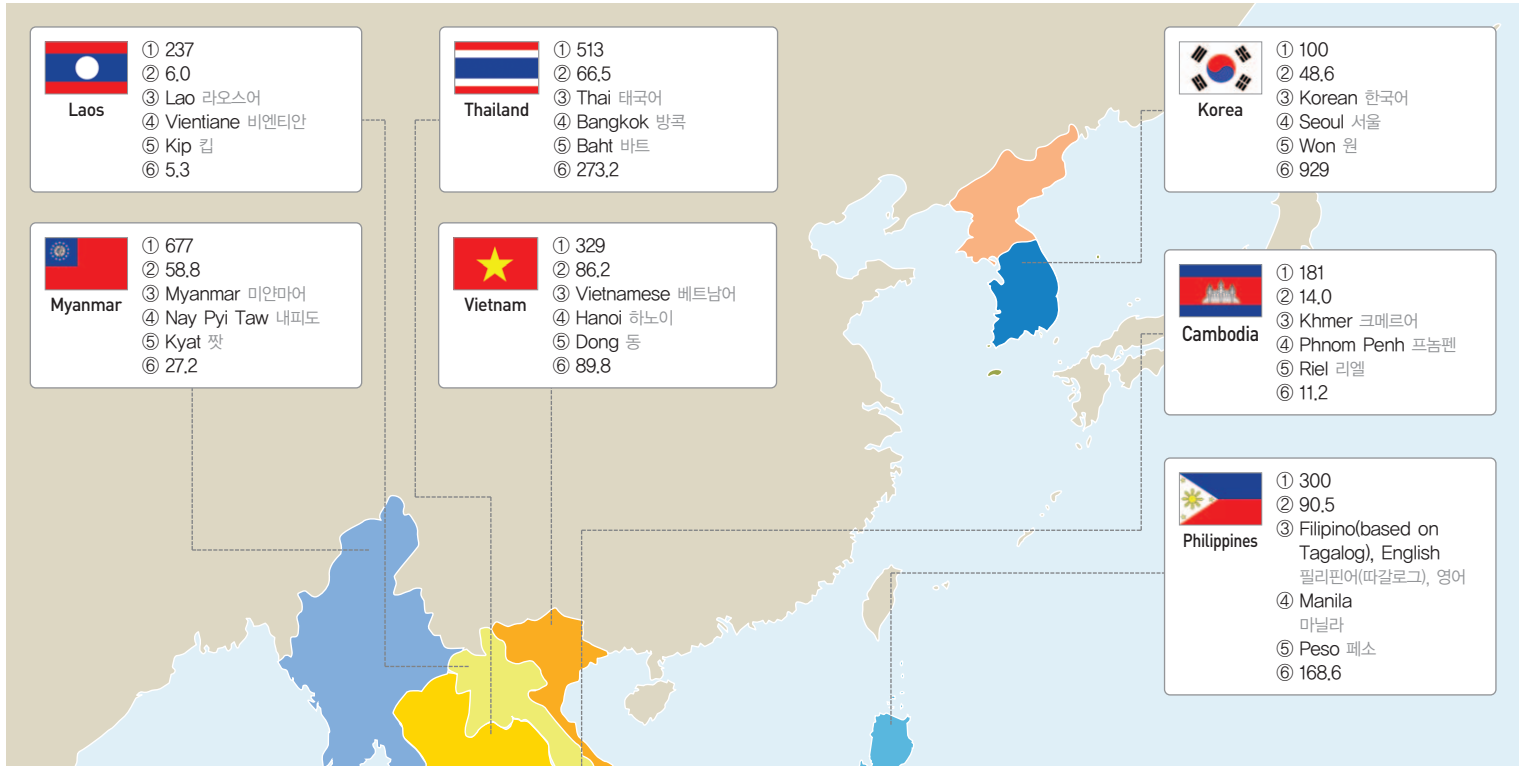 Laos
① 237
② 6.0
③ Lao 라오스어
④ Vientiane 비엔티안
⑤ Kip 킵
⑥ 5.3
Thailand
① 513
② 66.5
③ Thai 태국어
④ Bangkok 방콕
⑤ Baht 바트
⑥ 273.2
Korea
① 100
② 48.6
③ Korean 한국어
④ Seoul 서울
⑤ Won 원
⑥ 929
Myanmar
① 677
② 58.8
③ Myanmar 미얀마어
④ Nay Pyi Taw 내피도
⑤ Kyat 짯
⑥ 27.2
Vietnam
① 329
② 86.2
③ Vietnamese 베트남어
④ Hanoi 하노이
⑤ Dong 동
⑥ 89.8
Cambodia
① 181
② 14.0
③ Khmer 크메르어
④ Phnom Penh 프놈펜
⑤ Riel 리엘
⑥ 11.2
Philippines
① 300
② 90.5
③ Filipino(based on
Tagalog), English
필리핀어(따갈로그), 영어
④ Manila
마닐라
⑤ Peso 페소
⑥ 168.6